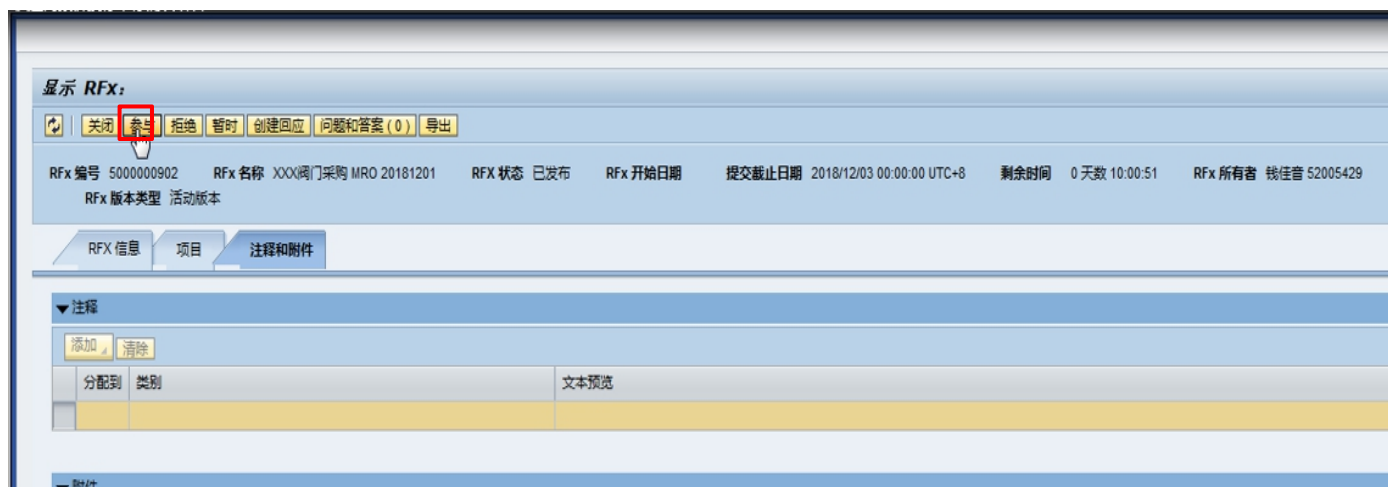 显示 RFx：
关闭 参与 拒绝 暂时 创建回应 问题和答案 ( 0 ) 导出
RFx 编号 5000000902 RFx 名称 XXX阀门采购 MRO 20181201 RFX 状态 已发布 RFx 开始日期 提交截止日期 2018/12/03 00:00:00 UTC+8 剩余时间 0 天数 10:00:51 RFx 所有者 钱佳音 52005429
RFx 版本类型 活动版本
RFX 信息 项目 注释和附件
注释
添加 清除
分配到 类别 文本预览
附件